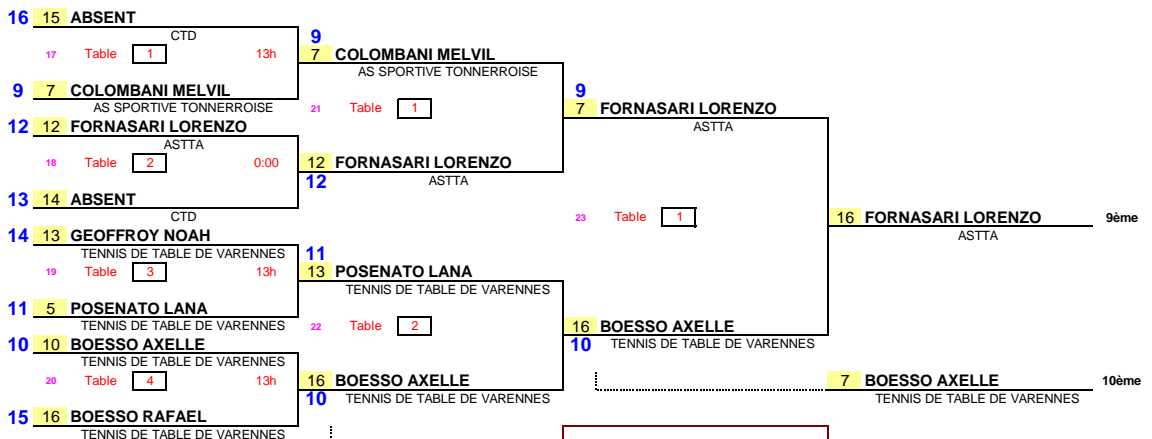 16 15 ABSENT
CTD
9
17 Table 1 13h
7 COLOMBANI MELVIL
AS SPORTIVE TONNERROISE
9 7 COLOMBANI MELVIL
9
AS SPORTIVE TONNERROISE
21 Table 1
7 FORNASARI LORENZO
12 12 FORNASARI LORENZO
ASTTA
ASTTA
18 Table 2 0:00
12 FORNASARI LORENZO
12
ASTTA
13 14 ABSENT
CTD
23 Table 1
16 FORNASARI LORENZO 9ème
ASTTA
14 13 GEOFFROY NOAH
TENNIS DE TABLE DE VARENNES
11
19 Table 3 13h
13 POSENATO LANA
TENNIS DE TABLE DE VARENNES
11 5 POSENATO LANA
TENNIS DE TABLE DE VARENNES
22 Table 2
16 BOESSO AXELLE
10 10 BOESSO AXELLE
10 TENNIS DE TABLE DE VARENNES
TENNIS DE TABLE DE VARENNES
20 Table 4 13h
16 BOESSO AXELLE
7 BOESSO AXELLE 10ème
10 TENNIS DE TABLE DE VARENNES
TENNIS DE TABLE DE VARENNES
15 16 BOESSO RAFAEL
TENNIS DE TABLE DE VARENNES